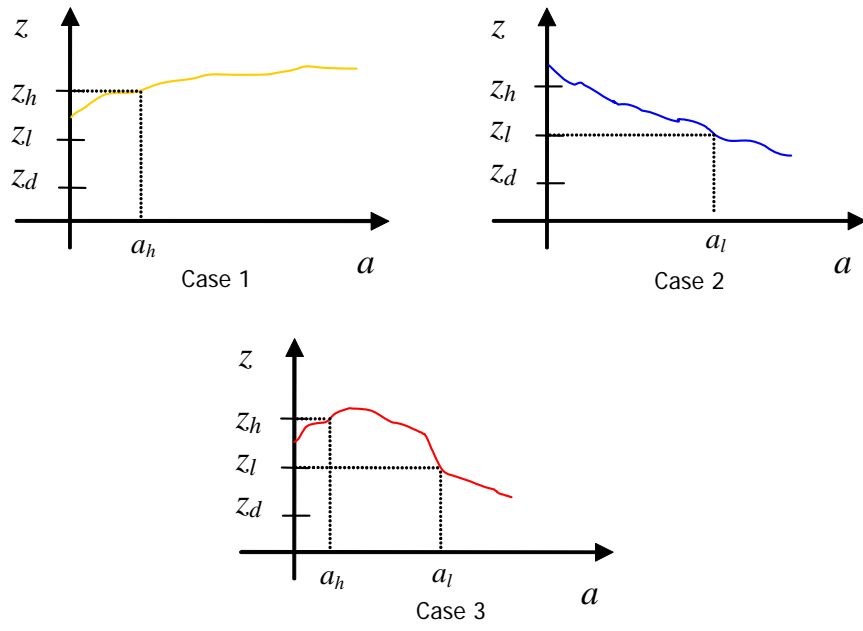 z
z_h
z_l
z_d
a_h
a
Case 1
z
z_h
z_l
z_d
a_l
a
Case 2
z
z_h
z_l
z_d
a_h
a_l
a
Case 3